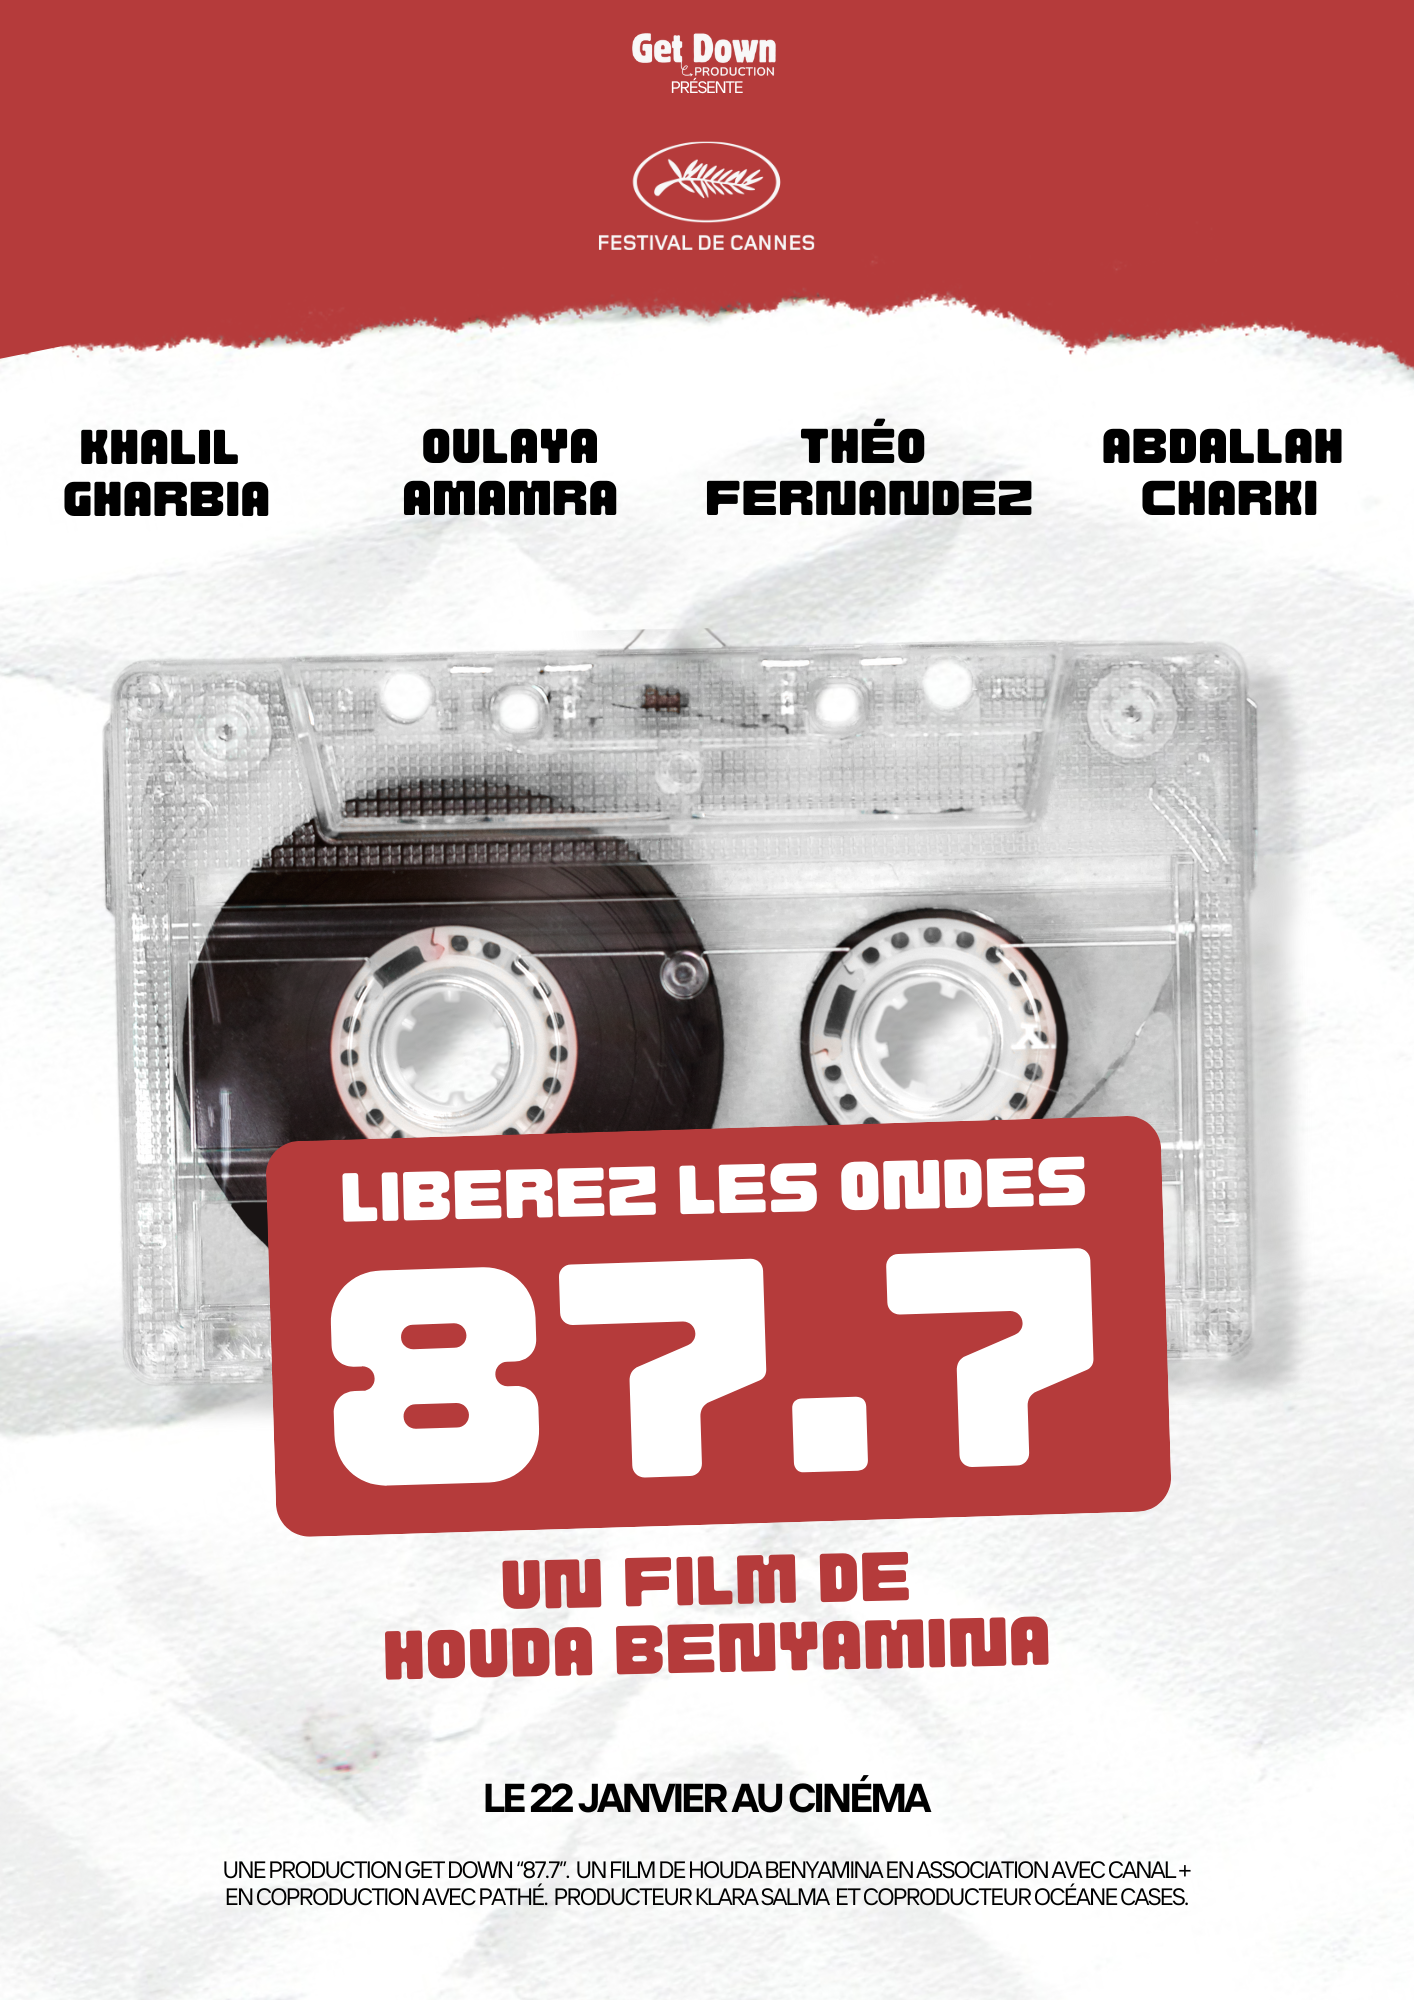 Get Down
e.PRODUCTION
PRÉSENTE
FESTIVAL DE CANNES
KHALIL
GHARBIA
OULAYA
AMAMRA
THÉO
FERNANDEZ
ABDALLAH
CHARKI
LIBEREZ LES ONDES
87.7
UN FILM DE
HOUDA BENYAMINA
LE 22 JANVIER AU CINÉMA
UNE PRODUCTION GET DOWN “87.7”. UN FILM DE HOUDA BENYAMINA EN ASSOCIATION AVEC CANAL +
EN COPRODUCTION AVEC PATHÉ. PRODUCTEUR KLARA SALMA ET COPRODUCTEUR OCÉANE CASES.